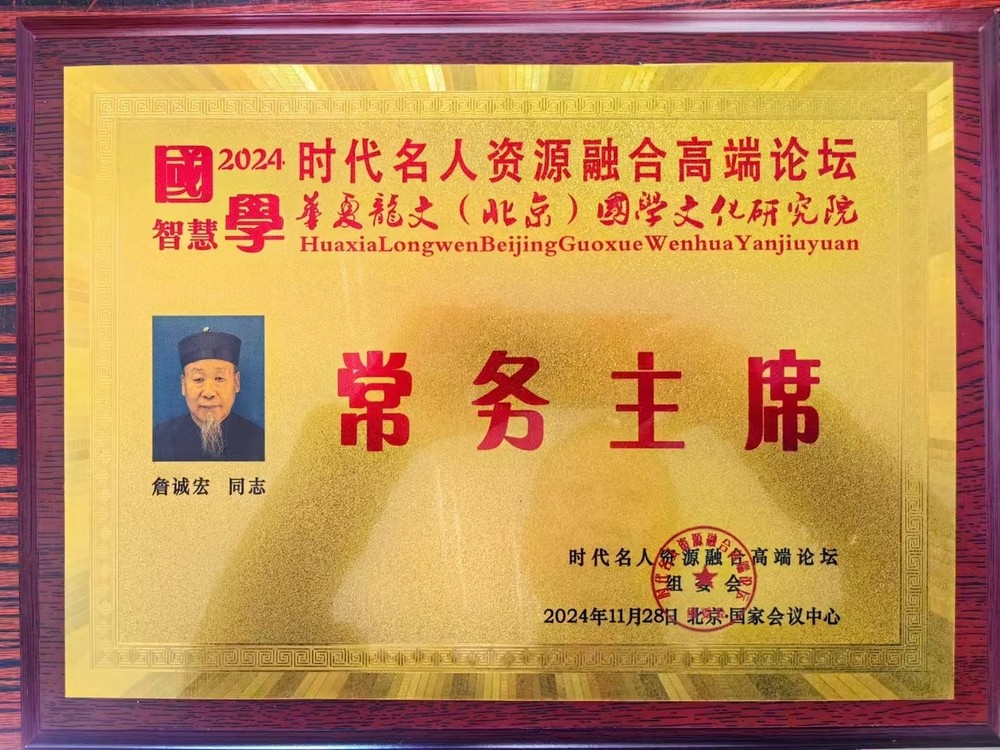 國學
智慧
2024 时代名人资源融合高端论坛
華夏龍文（北京）國學文化研究院
HuaxiaLongwenBeijingGuoxueWenhuaYanjiuyuan
常务主席
詹诚宏 同志
时代名人资源融合高端论坛
组委会
2024年11月28日 北京·国家会议中心